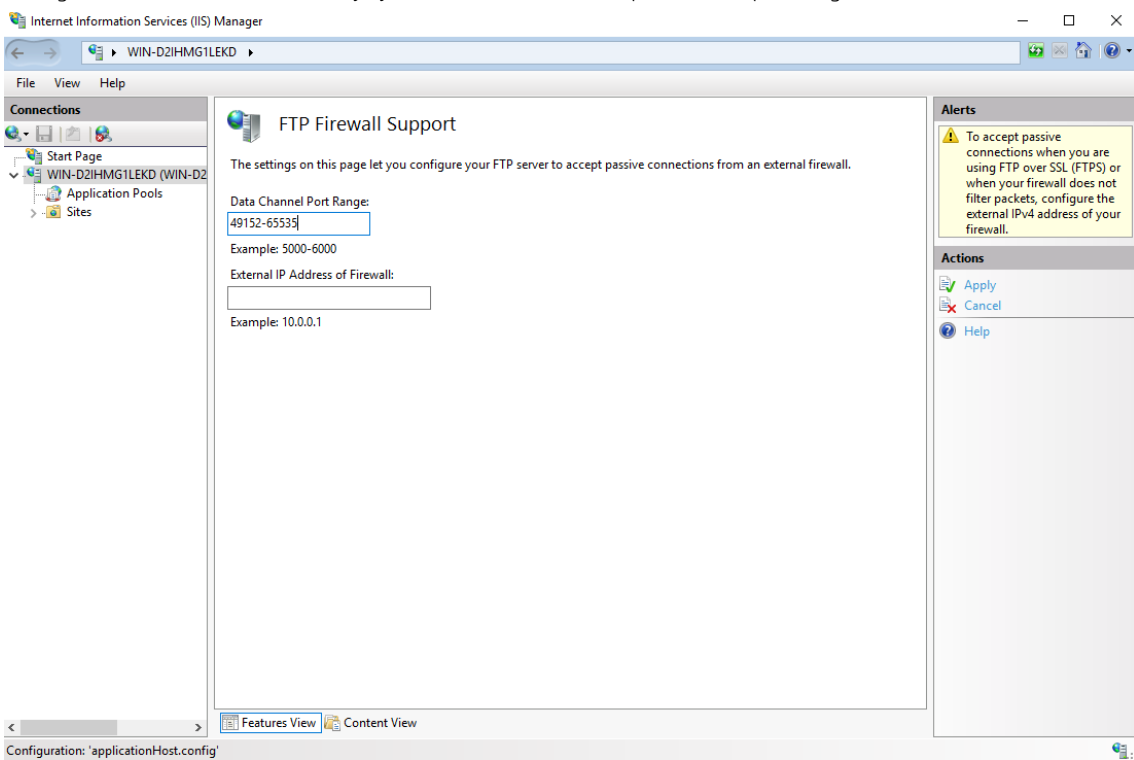 Internet Information Services (IIS) Manager
WIN-D2IHMG1LEKD
File View Help
Connections
Start Page
WIN-D2IHMG1LEKD (WIN-D2
Application Pools
Sites
FTP Firewall Support
The settings on this page let you configure your FTP server to accept passive connections from an external firewall.
Data Channel Port Range:
49152-65535
Example: 5000-6000
External IP Address of Firewall:
Example: 10.0.0.1
Features View Content View
Alerts
To accept passive
connections when you are
using FTP over SSL (FTPS) or
when your firewall does not
filter packets, configure the
external IPv4 address of your
firewall.
Actions
Apply
Cancel
Help
Configuration: 'applicationHost.config'